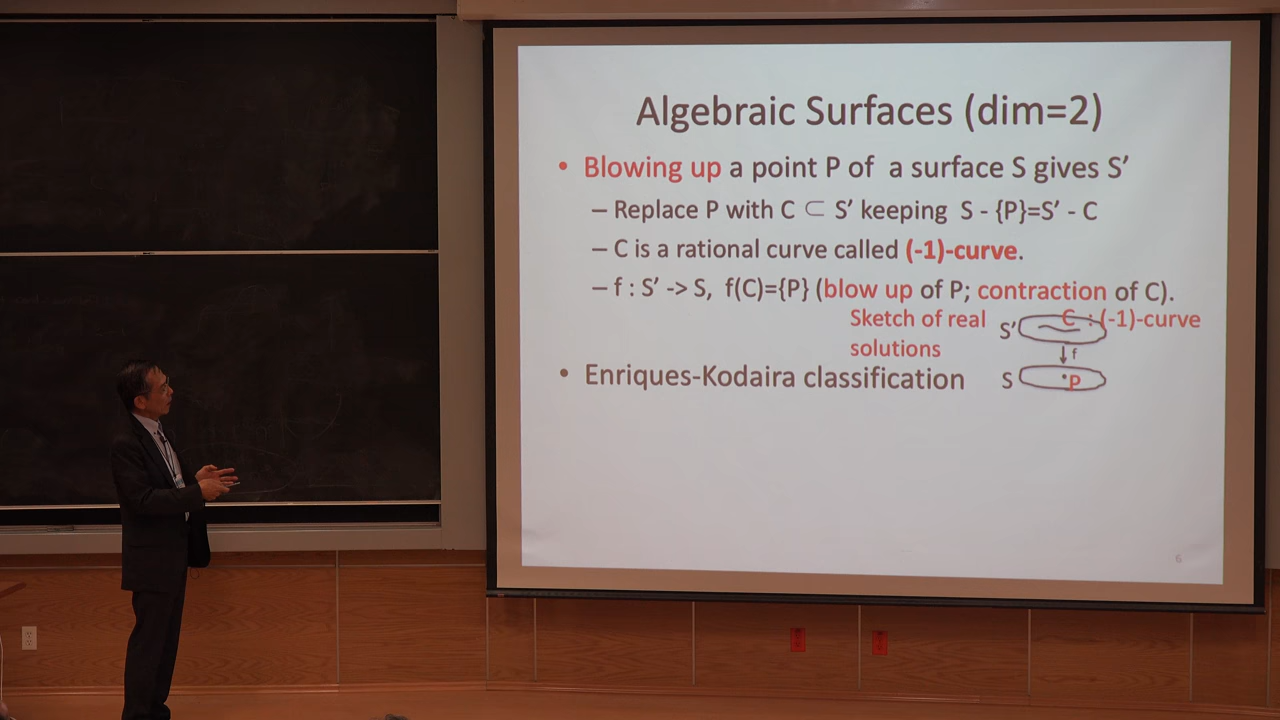 Algebraic Surfaces (dim=2)
• Blowing up a point P of a surface S gives S′
– Replace P with C ⊂ S′ keeping S - {P}=S′ - C
– C is a rational curve called (-1)-curve.
– f : S′ -> S, f(C)={P} (blow up of P; contraction of C).
Sketch of real solutions
S′ C : (-1)-curve
f
• Enriques-Kodaira classification
S P
6